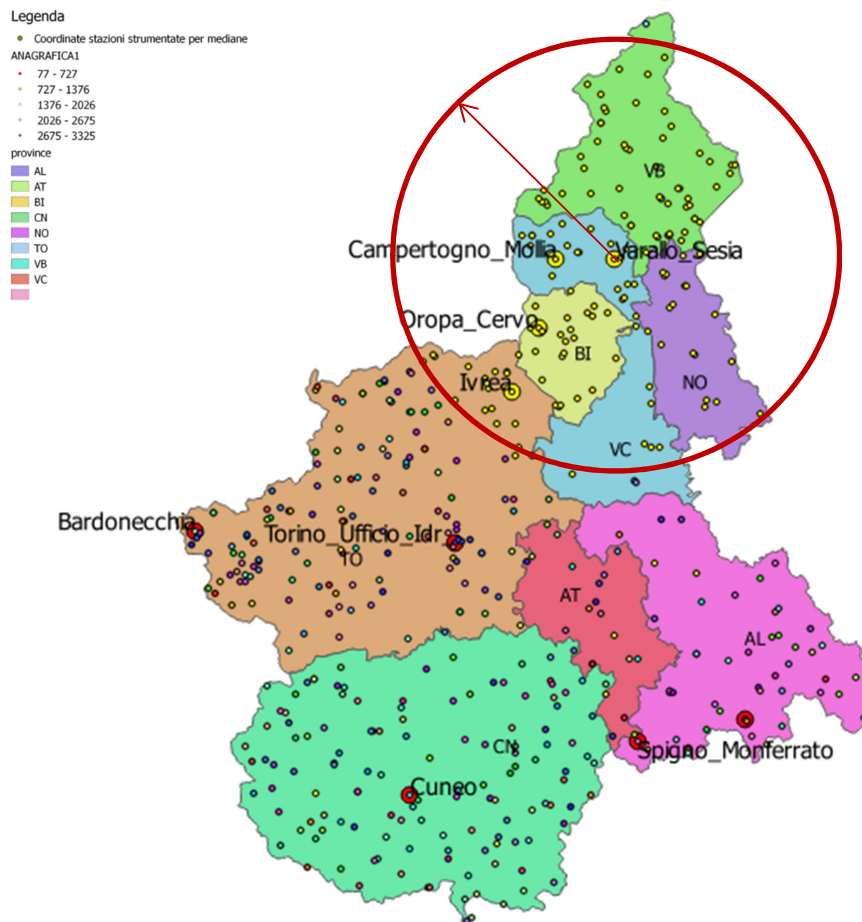 Legenda
Coordinate stazioni strumentate per mediane
ANAGRAFICA1
77 - 727
727 - 1376
1376 - 2026
2026 - 2675
2675 - 3325
province
AL
AT
BI
CN
NO
TO
VB
VC
VB
Campertogno_Mollia
Varallo_Sesia
Oropa_Cervo
BI
Ivrea
NO
VC
Bardonecchia
Torino_Ufficio_Idr_
TO
AT
AL
CN
Spigno_Monferrato
Cuneo